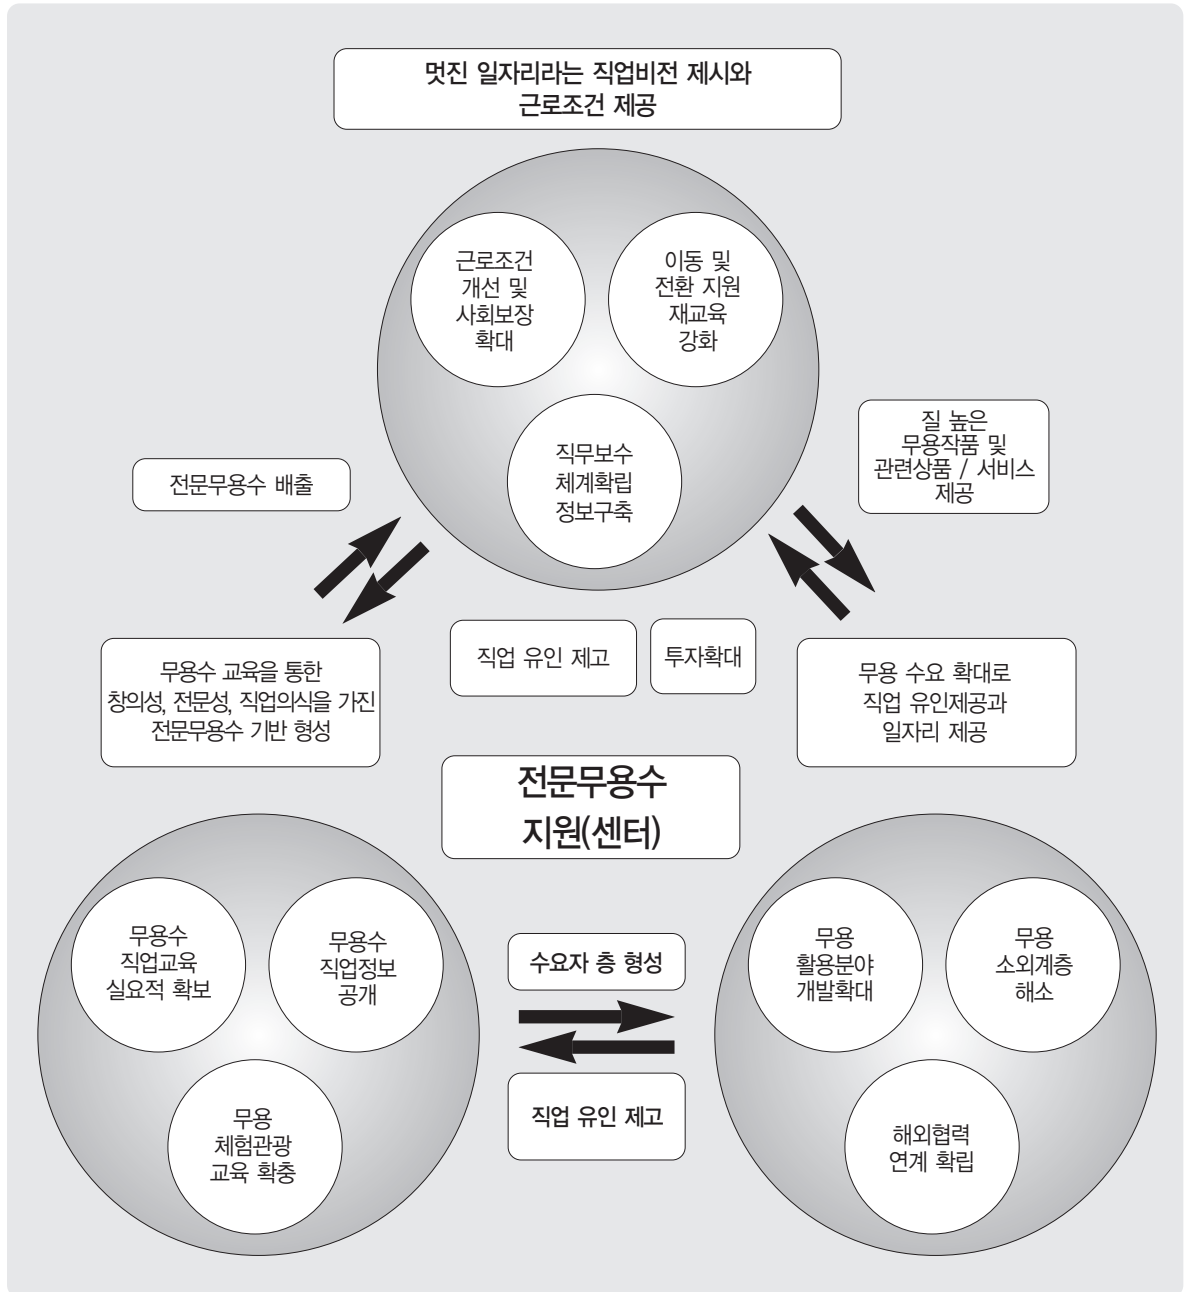 멋진 일자리라는 직업비전 제시와
근로조건 제공
근로조건
개선 및
사회보장
확대
이동 및
전환 지원
재교육
강화
직무보수
체계확립
정보구축
질 높은
무용작품 및
관련상품 / 서비스
제공
전문무용수 배출
직업 유인 제고
투자확대
무용수 교육을 통한
창의성, 전문성, 직업의식을 가진
전문무용수 기반 형성
무용 수요 확대로
직업 유인제공과
일자리 제공
전문무용수
지원(센터)
무용수
직업교육
실요적 확보
무용수
직업정보
공개
무용
체험관광
교육 확충
수요자 층 형성
직업 유인 제고
무용
활용분야
개발확대
무용
소외계층
해소
해외협력
연계 확립